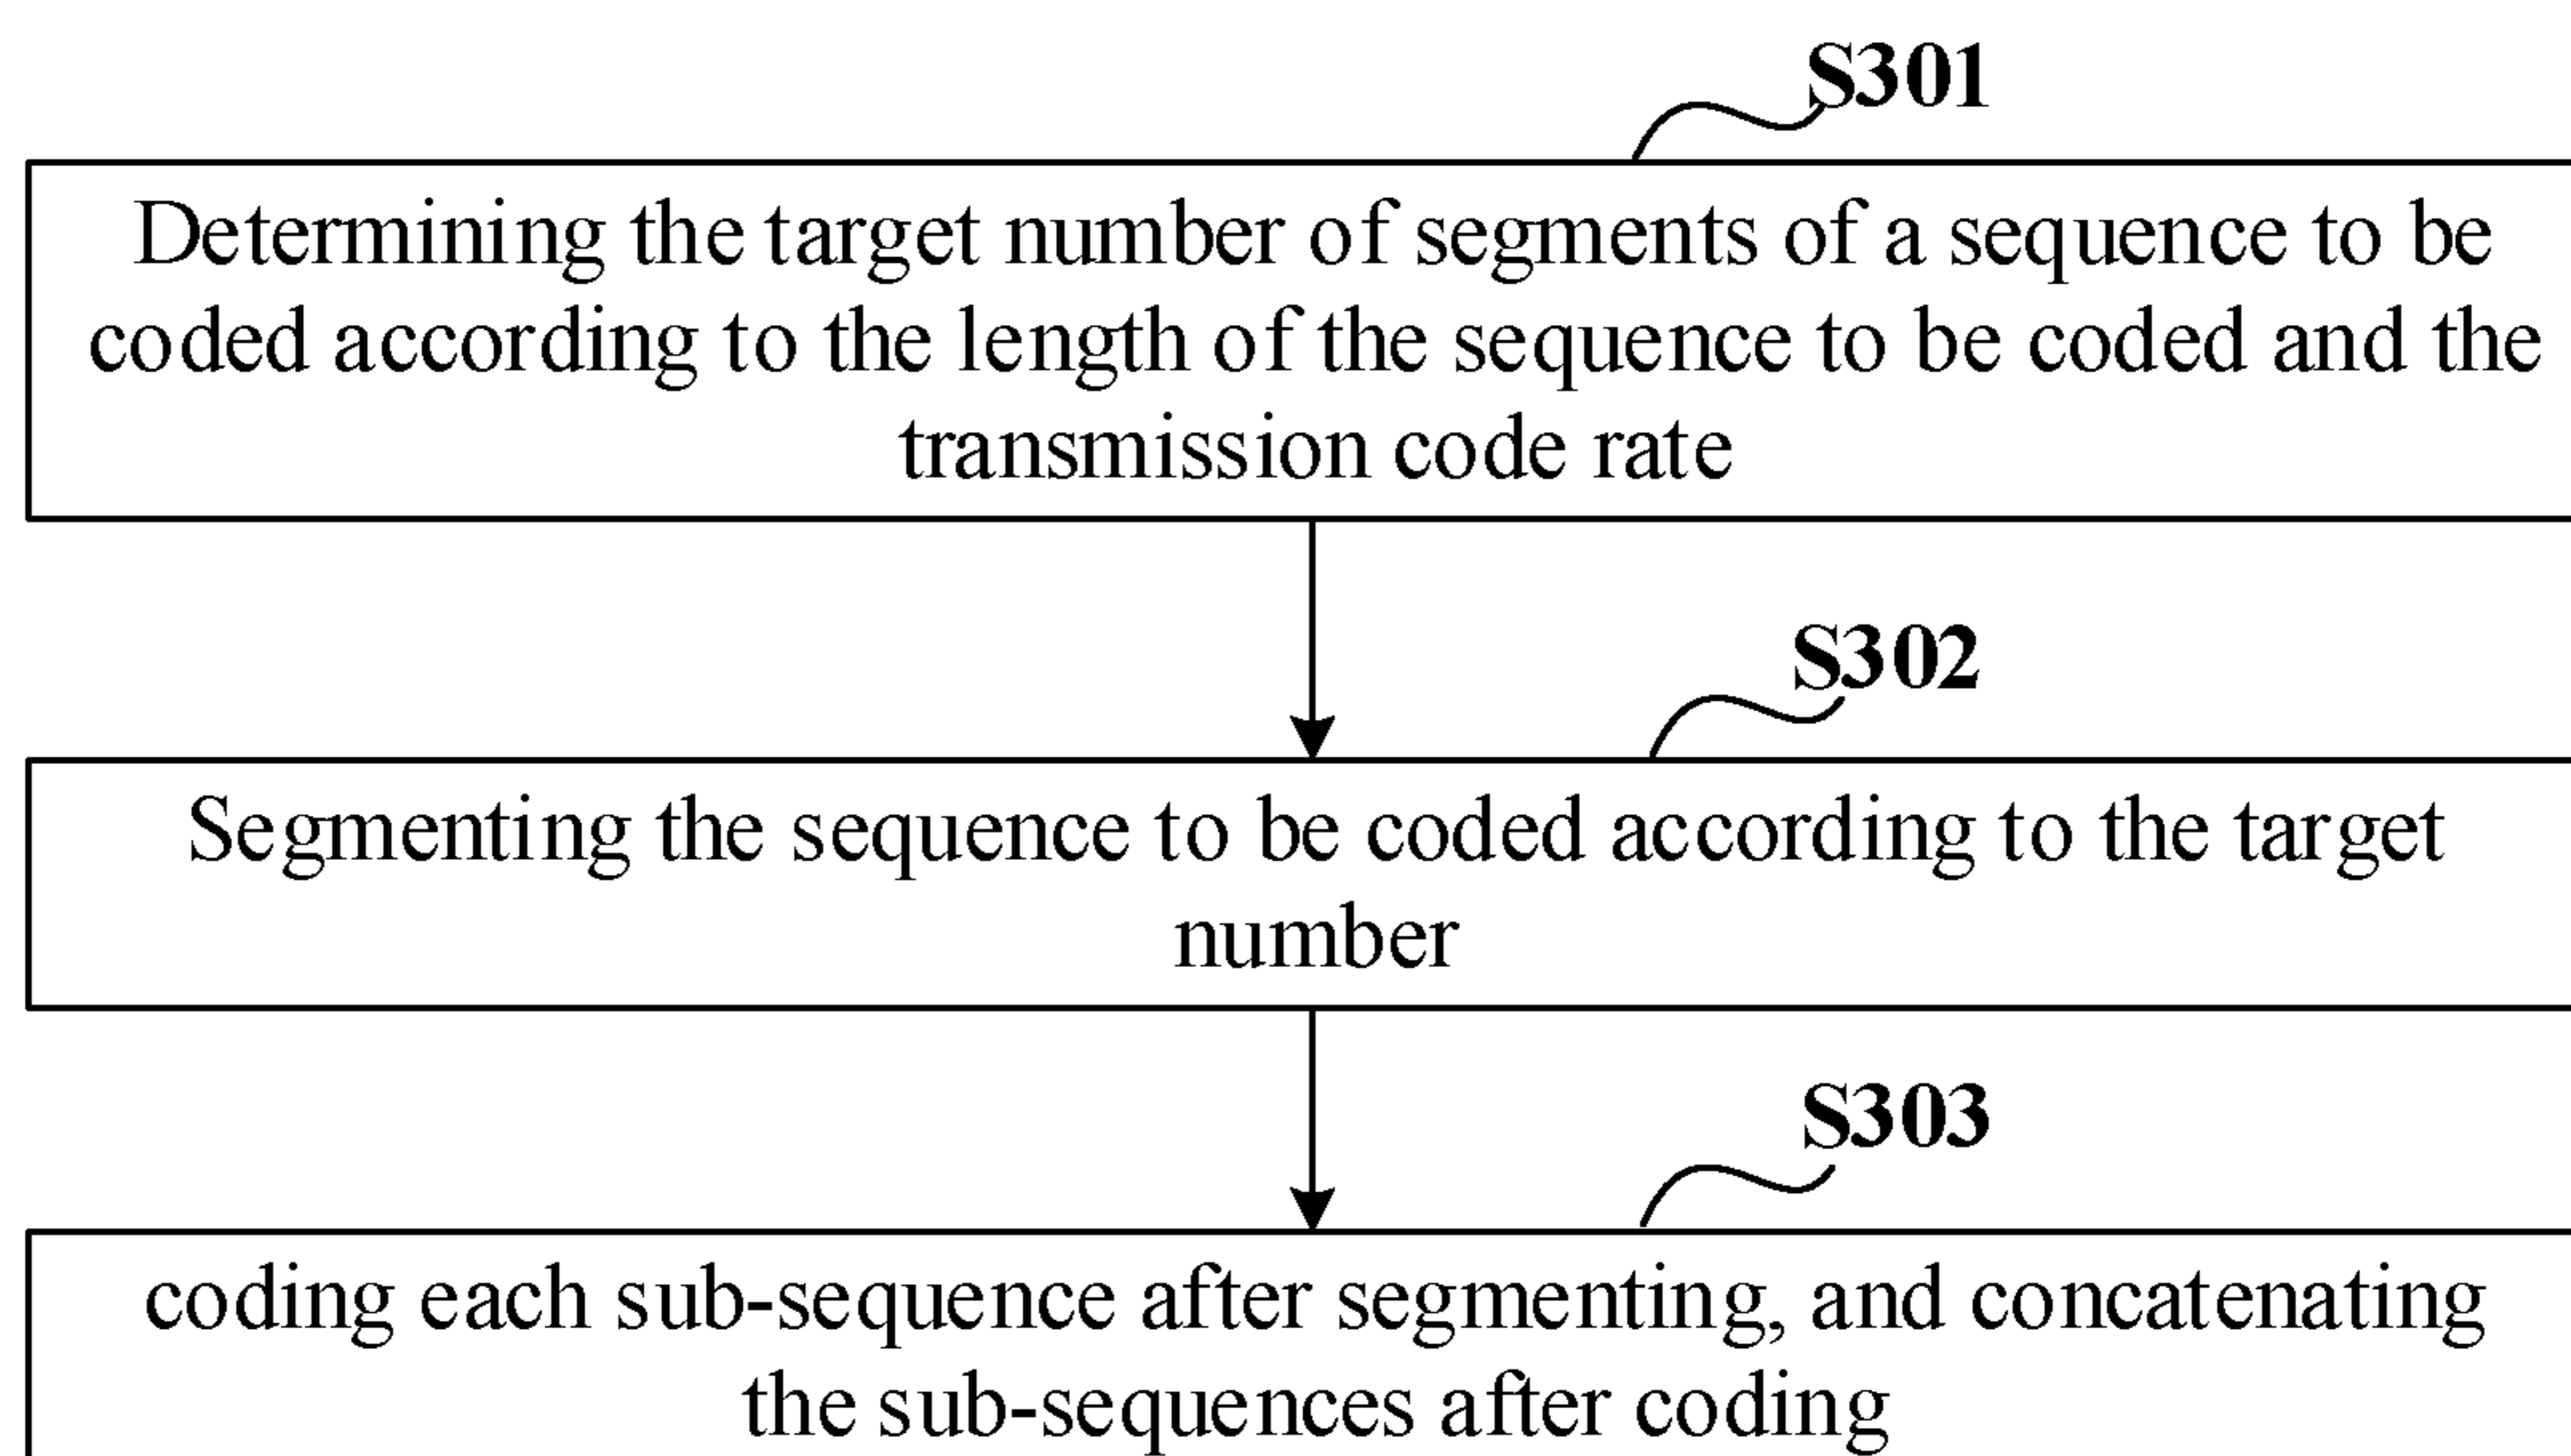 S301
Determining the target number of segments of a sequence to be
coded according to the length of the sequence to be coded and the
transmission code rate
S302
Segmenting the sequence to be coded according to the target
number
S303
coding each sub-sequence after segmenting, and concatenating
the sub-sequences after coding